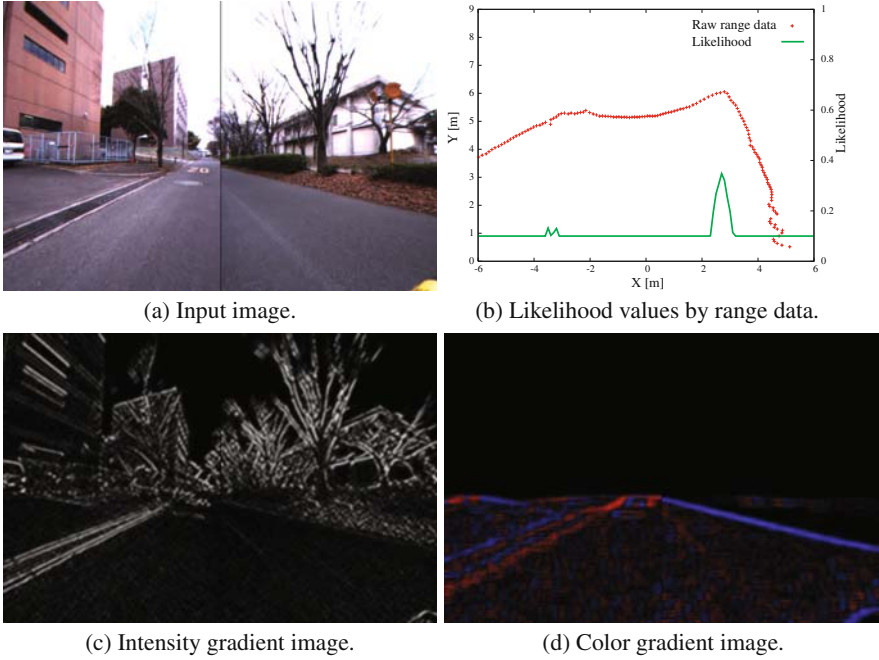 (a) Input image.
9
8
7
6
5
4
3
2
1
0
Y [m]
-6
-4
-2
0
2
4
6
X [m]
1
0.8
0.6
0.4
0.2
0
Likelihood
Raw range data
Likelihood
(b) Likelihood values by range data.
(c) Intensity gradient image.
(d) Color gradient image.